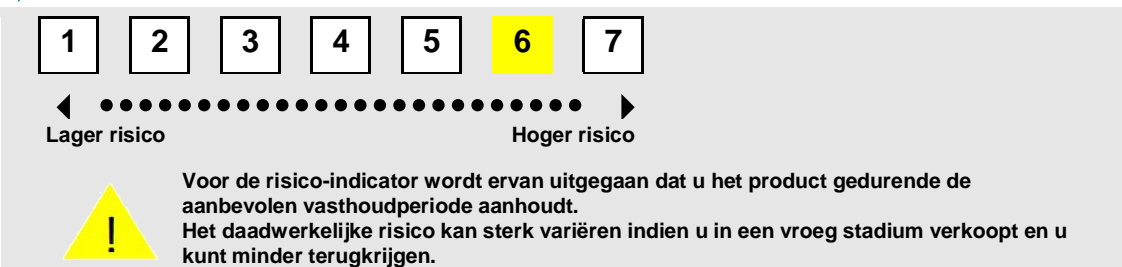 1 2 3 4 5 6 7
Lager risico Hoger risico
Voor de risico-indicator wordt ervan uitgegaan dat u het product gedurende de
aanbevolen vasthoudperiode aanhoudt.
! Het daadwerkelijke risico kan sterk variëren indien u in een vroeg stadium verkoopt en u
kunt minder terugkrijgen.